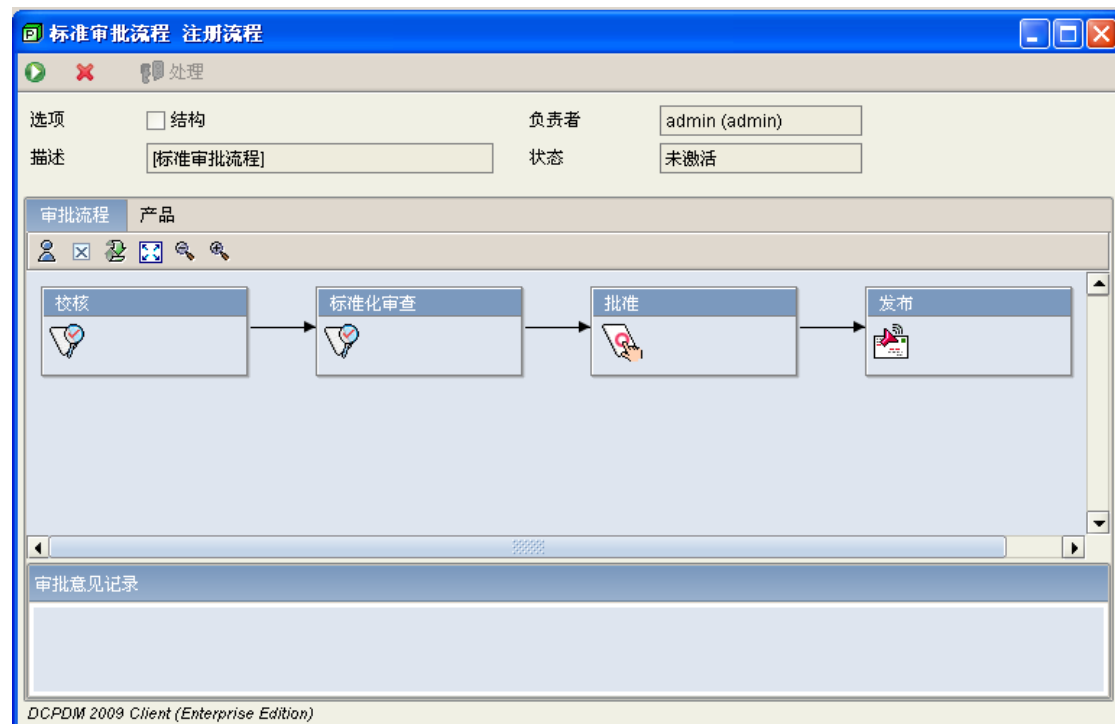 标准审批流程 注册流程
处理
选项 结构 负责者 admin (admin)
描述 [标准审批流程] 状态 未激活
审批流程 产品
校核 标准化审查 批准 发布
审批意见记录
DCPDM 2009 Client (Enterprise Edition)